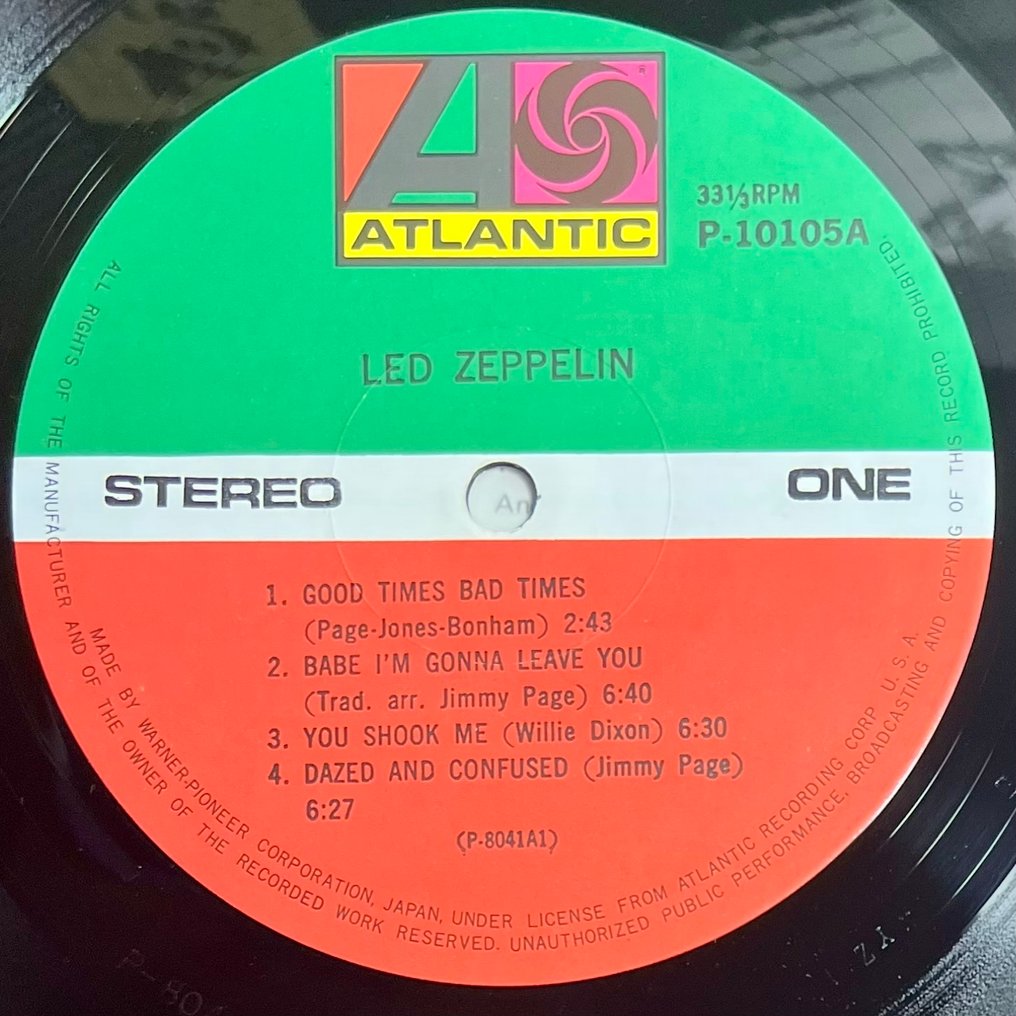 ATLANTIC
®
33⅓RPM
P-10105A
LED ZEPPELIN
STEREO
ONE
An
1. GOOD TIMES BAD TIMES
(Page-Jones-Bonham) 2:43
2. BABE I'M GONNA LEAVE YOU
(Trad. arr. Jimmy Page) 6:40
3. YOU SHOOK ME (Willie Dixon) 6:30
4. DAZED AND CONFUSED (Jimmy Page)
6:27
(P-8041A1)
MADE BY WARNER-PIONEER CORPORATION, JAPAN, UNDER LICENSE FROM ATLANTIC RECORDING CORP U. S. A.
ALL RIGHTS OF THE MANUFACTURER AND OF THE OWNER OF THE RECORDED WORK RESERVED. UNAUTHORIZED PUBLIC PERFORMANCE, BROADCASTING AND COPYING OF THIS RECORD PROHIBITED.